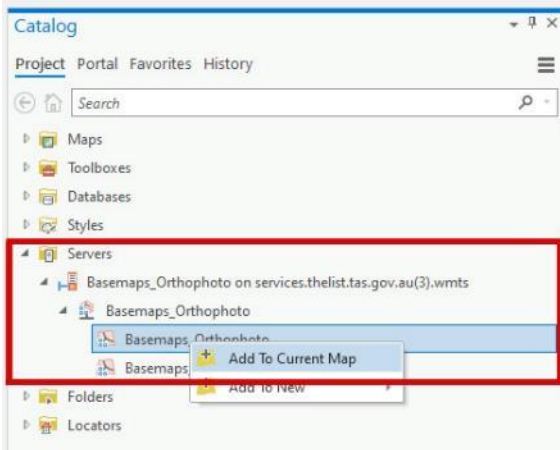 Catalog
Project Portal Favorites History
Search
Maps
Toolboxes
Databases
Styles
Servers
Basemaps_Orthophoto on services.thelist.tas.gov.au(3).wmts
Basemaps_Orthophoto
Basemaps_Orthophoto
Add To Current Map
Basemaps
Add To New
Folders
Locators